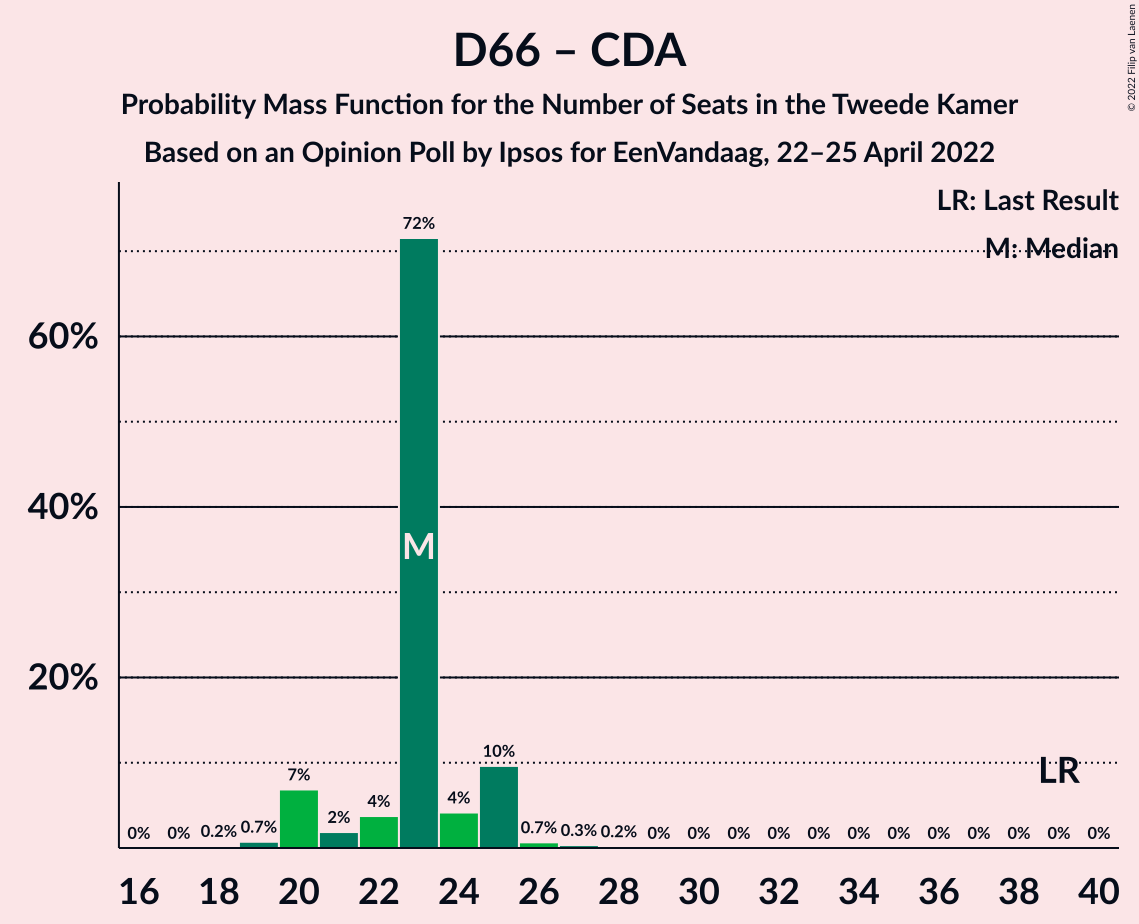 D66 – CDA
Probability Mass Function for the Number of Seats in the Tweede Kamer
Based on an Opinion Poll by Ipsos for EenVandaag, 22–25 April 2022
© 2022 Filip van Laenen
LR: Last Result
M: Median
60%
40%
20%
0% 0% 0.2% 0.7% 7% 2% 4% 72% 4% 10% 0.7% 0.3% 0.2% 0% 0% 0% 0% 0% 0% 0% 0% 0% 0% 0% 0%
M
LR
16 18 20 22 24 26 28 30 32 34 36 38 40